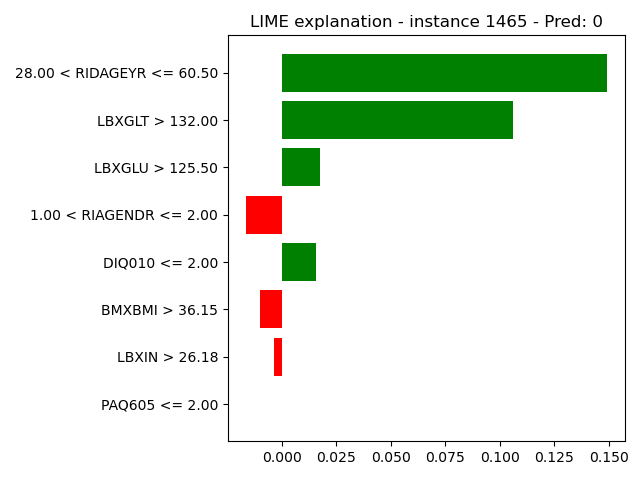 LIME explanation - instance 1465 - Pred: 0
28.00 < RIDAGEYR <= 60.50
LBXGLT > 132.00
LBXGLU > 125.50
1.00 < RIAGENDR <= 2.00
DIQ010 <= 2.00
BMXBMI > 36.15
LBXIN > 26.18
PAQ605 <= 2.00
0.000 0.025 0.050 0.075 0.100 0.125 0.150